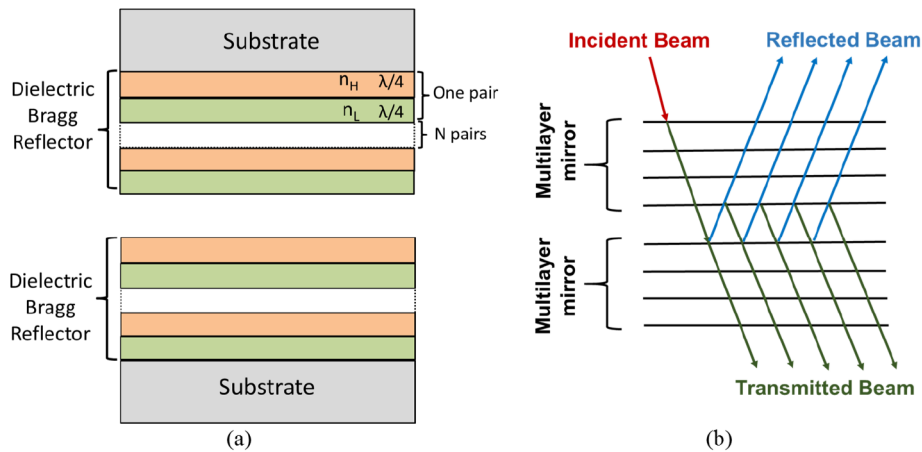 Substrate
n_H λ/4
One pair
Dielectric
Bragg
Reflector
n_L λ/4
N pairs
Dielectric
Bragg
Reflector
Substrate
(a)
Incident Beam
Reflected Beam
Multilayer
mirror
Multilayer
mirror
Transmitted Beam
(b)